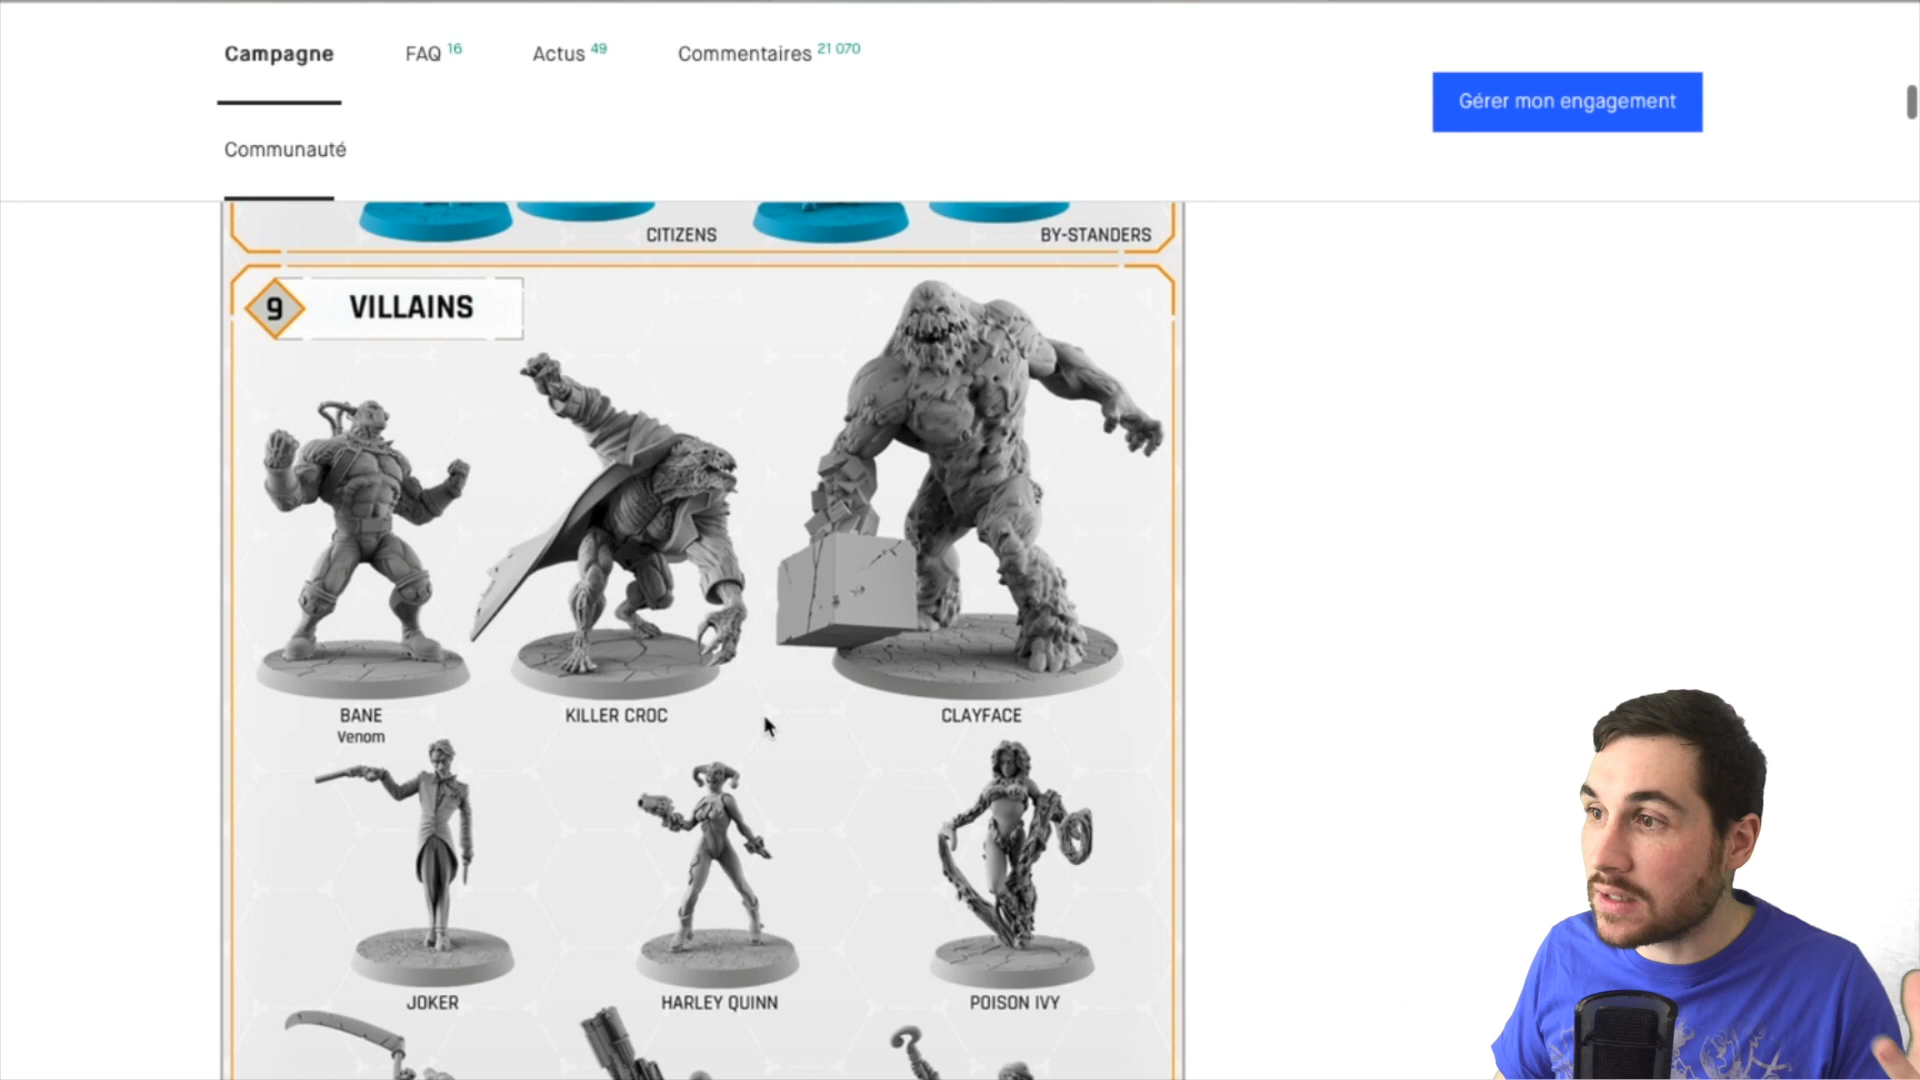 Campagne
FAQ 16
Actus 49
Commentaires 21 070
Gérer mon engagement
Communauté
CITIZENS
BY-STANDERS
9
VILLAINS
BANE
Venom
KILLER CROC
CLAYFACE
JOKER
HARLEY QUINN
POISON IVY